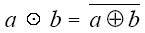 a ⊙ b = \overline{a ⊕ b}